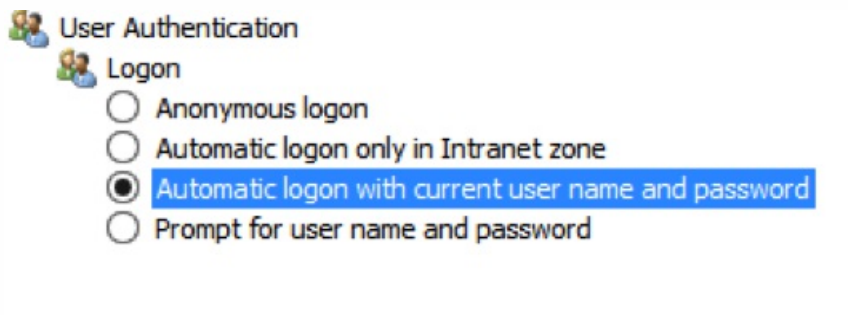 User Authentication
Logon
Anonymous logon
Automatic logon only in Intranet zone
Automatic logon with current user name and password
Prompt for user name and password